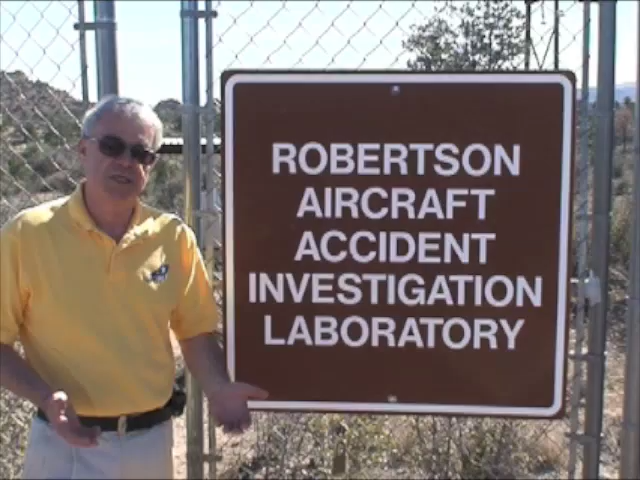 ROBERTSON
AIRCRAFT
ACCIDENT
INVESTIGATION
LABORATORY